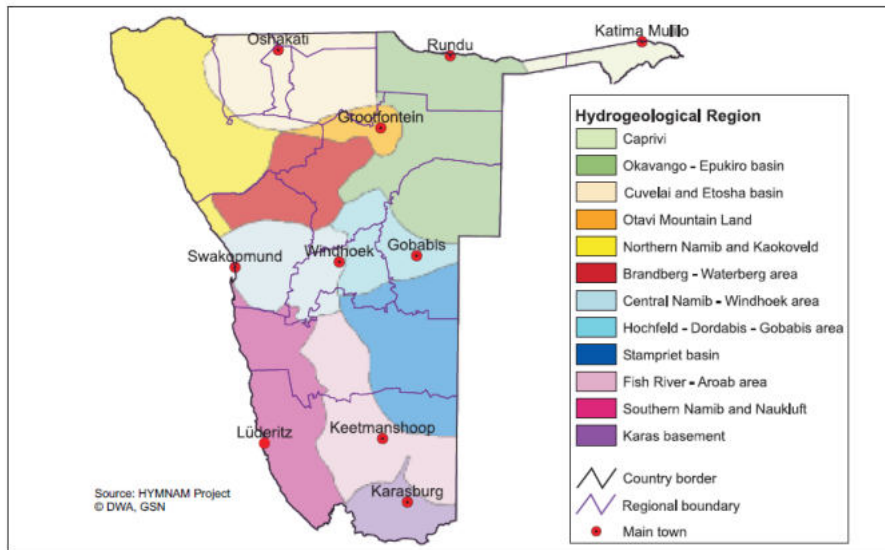 Oshakati
Rundu
Katima Mulilo
Grootfontein
Swakopmund
Windhoek
Gobabis
Lüderitz
Keetmanshoop
Karasburg
Source: HYMNAM Project
© DWA, GSN
Hydrogeological Region
Caprivi
Okavango - Epukiro basin
Cuvelai and Etosha basin
Otavi Mountain Land
Northern Namib and Kaokoveld
Brandberg - Waterberg area
Central Namib - Windhoek area
Hochfeld - Dordabis - Gobabis area
Stampriet basin
Fish River - Aroab area
Southern Namib and Naukluft
Karas basement
Country border
Regional boundary
Main town